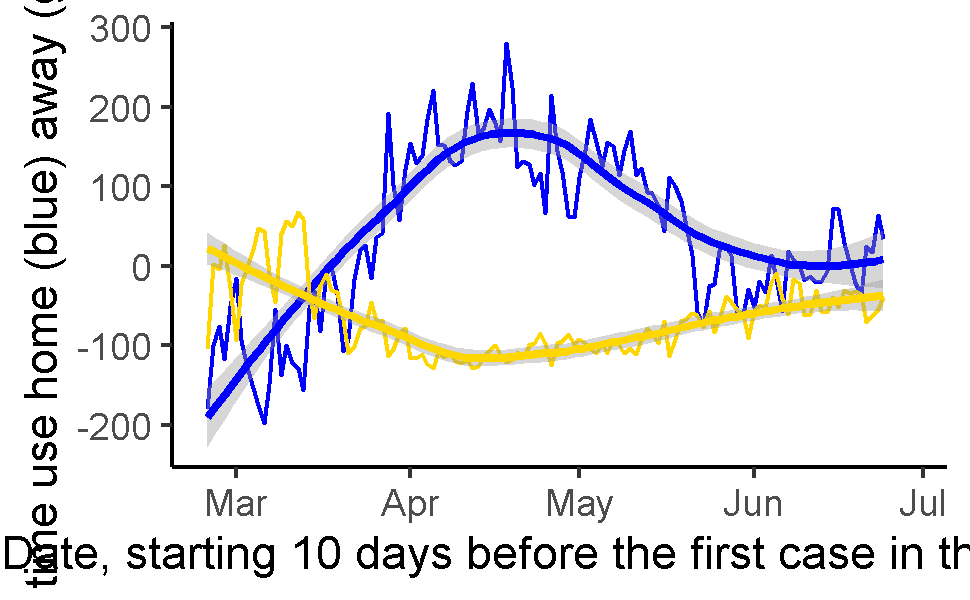 300
200
100
0
-100
-200
time use home (blue) away (
Mar Apr May Jun Jul
Date, starting 10 days before the first case in th